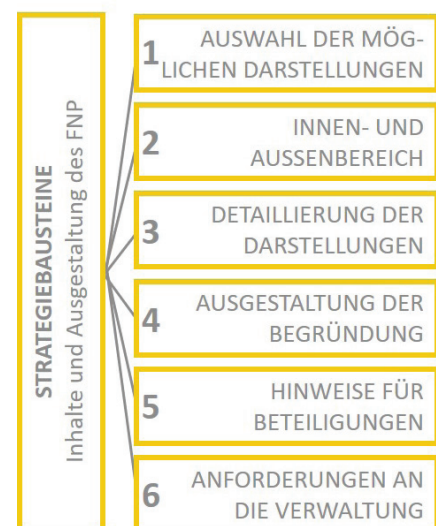 STRATEGIEBAUSTEINE
Inhalte und Ausgestaltung des FNP
1 AUSWAHL DER MÖG-
LICHEN DARSTELLUNGEN
2 INNEN- UND
AUSSENBEREICH
3 DETAILLIERUNG DER
DARSTELLUNGEN
4 AUSGESTALTUNG DER
BEGRÜNDUNG
5 HINWEISE FÜR
BETEILIGUNGEN
6 ANFORDERUNGEN AN
DIE VERWALTUNG